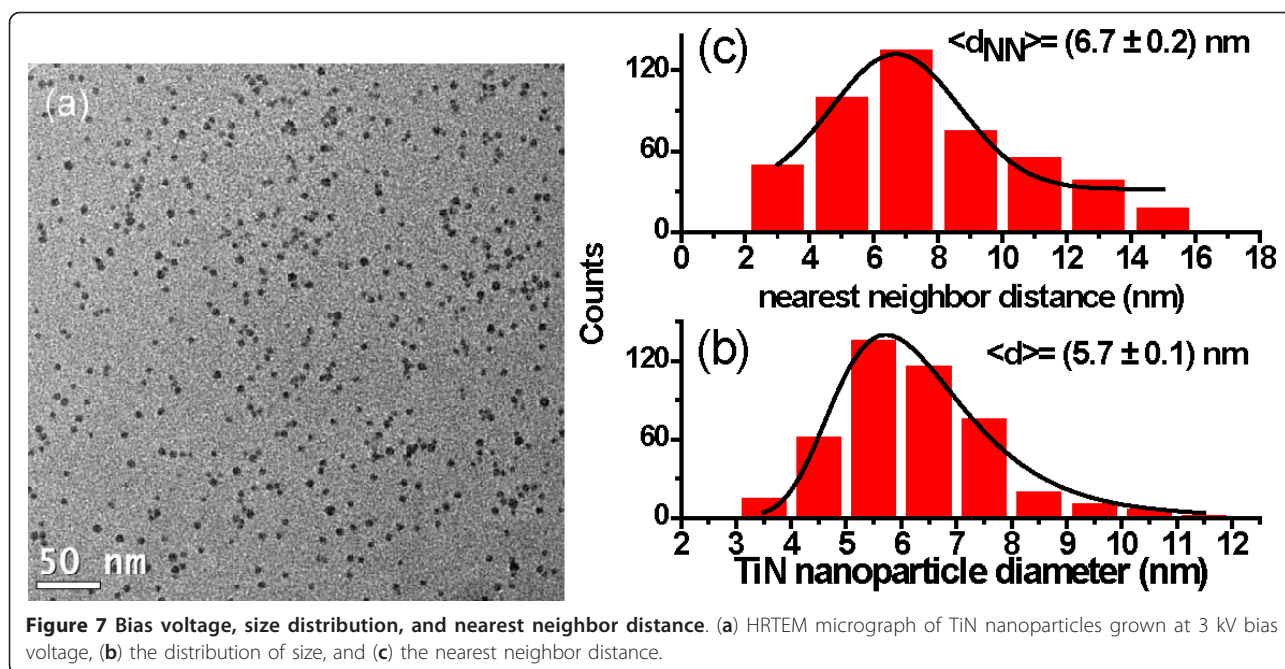 (a)
50 nm
(c)
<dNN>= (6.7 ± 0.2) nm
120
60
0
0 2 4 6 8 10 12 14 16 18
nearest neighbor distance (nm)
Counts
(b)
<d>= (5.7 ± 0.1) nm
120
60
0
2 3 4 5 6 7 8 9 10 11 12
TiN nanoparticle diameter (nm)
Figure 7 Bias voltage, size distribution, and nearest neighbor distance. (a) HRTEM micrograph of TiN nanoparticles grown at 3 kV bias
voltage, (b) the distribution of size, and (c) the nearest neighbor distance.